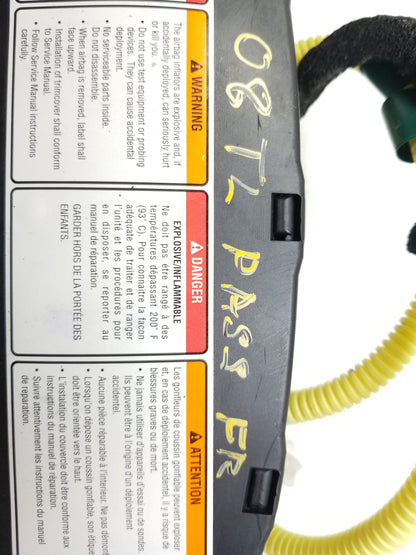 08 TL PASS FR
⚠ WARNING
The airbag inflators are explosive and, if
accidentally deployed, can seriously hurt
or kill you.
• Do not use test equipment or probing
devices. They can cause accidental
deployment.
• No serviceable parts inside.
Do not disassemble.
• When airbag is removed, label shall
face upward.
• Installation of trimcover shall conform
to Service Manual.
• Follow Service Manual instructions
carefully.
⚠ DANGER
EXPLOSIVE/INFLAMMABLE
Ne doit pas être rangé à des
températures dépassant 200° F
(93°C). Pour connaître la façon
adéquate de traiter et de ranger
l'unité et les procédures pour
en disposer, se reporter au
manuel de réparation.
GARDER HORS DE LA PORTÉE DES
ENFANTS.
⚠ ATTENTION
Les gonfleurs de coussin gonflable peuvent exploser
et, en cas de déploiement accidentel, il y a risque de
blessures graves ou de mort.
• Ne jamais utiliser d'appareils d'essai ou de sondes.
Ils peuvent être à l'origine d'un déploiement
accidentel.
• Aucune pièce réparable à l'interieur. Ne pas démont
• Lorsqu'on dépose un coussin gonflable, son étique
doit être orientée vers le haut.
• L'installation du couvercle doit être conforme aux
instructions du manuel de réparation.
• Suivre attentivement les instructions du manuel
de reparation.